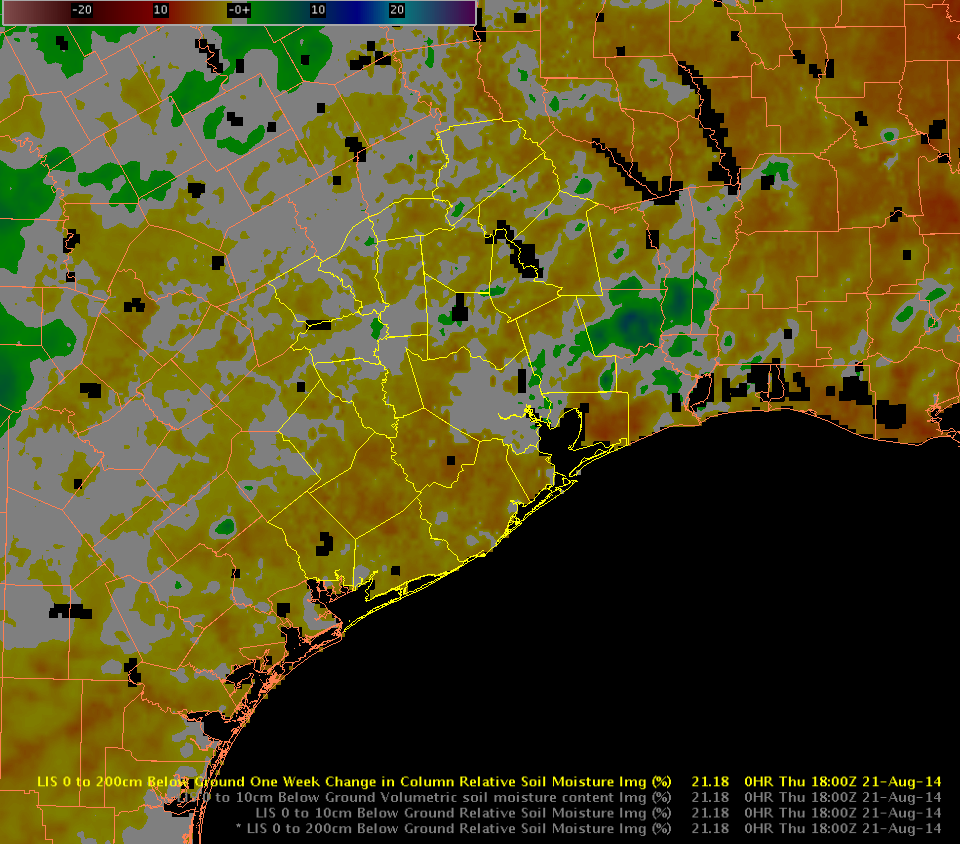 -20 10 -0+ 10 20
LIS 0 to 200cm Below Ground One Week Change in Column Relative Soil Moisture Img (%) 21.18 0HR Thu 18:00Z 21-Aug-14
0 to 10cm Below Ground Volumetric soil moisture content Img (%) 21.18 0HR Thu 18:00Z 21-Aug-14
LIS 0 to 10cm Below Ground Relative Soil Moisture Img (%) 21.18 0HR Thu 18:00Z 21-Aug-14
* LIS 0 to 200cm Below Ground Relative Soil Moisture Img (%) 21.18 0HR Thu 18:00Z 21-Aug-14